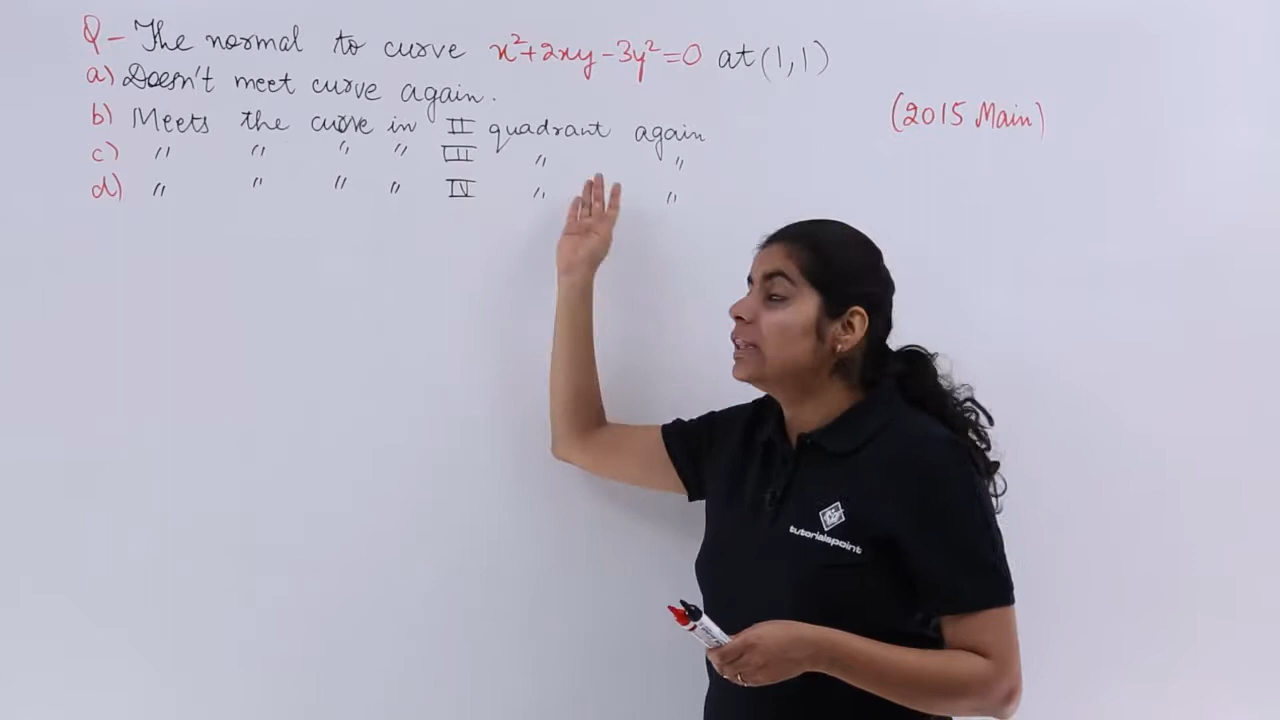 Q- The normal to curve x²+2xy-3y²=0 at (1,1)
a) Doesn't meet curve again.
b) Meets the curve in II quadrant again
(2015 Main)
c) " " " " III " "
d) " " " " IV " "
tutorialspoint